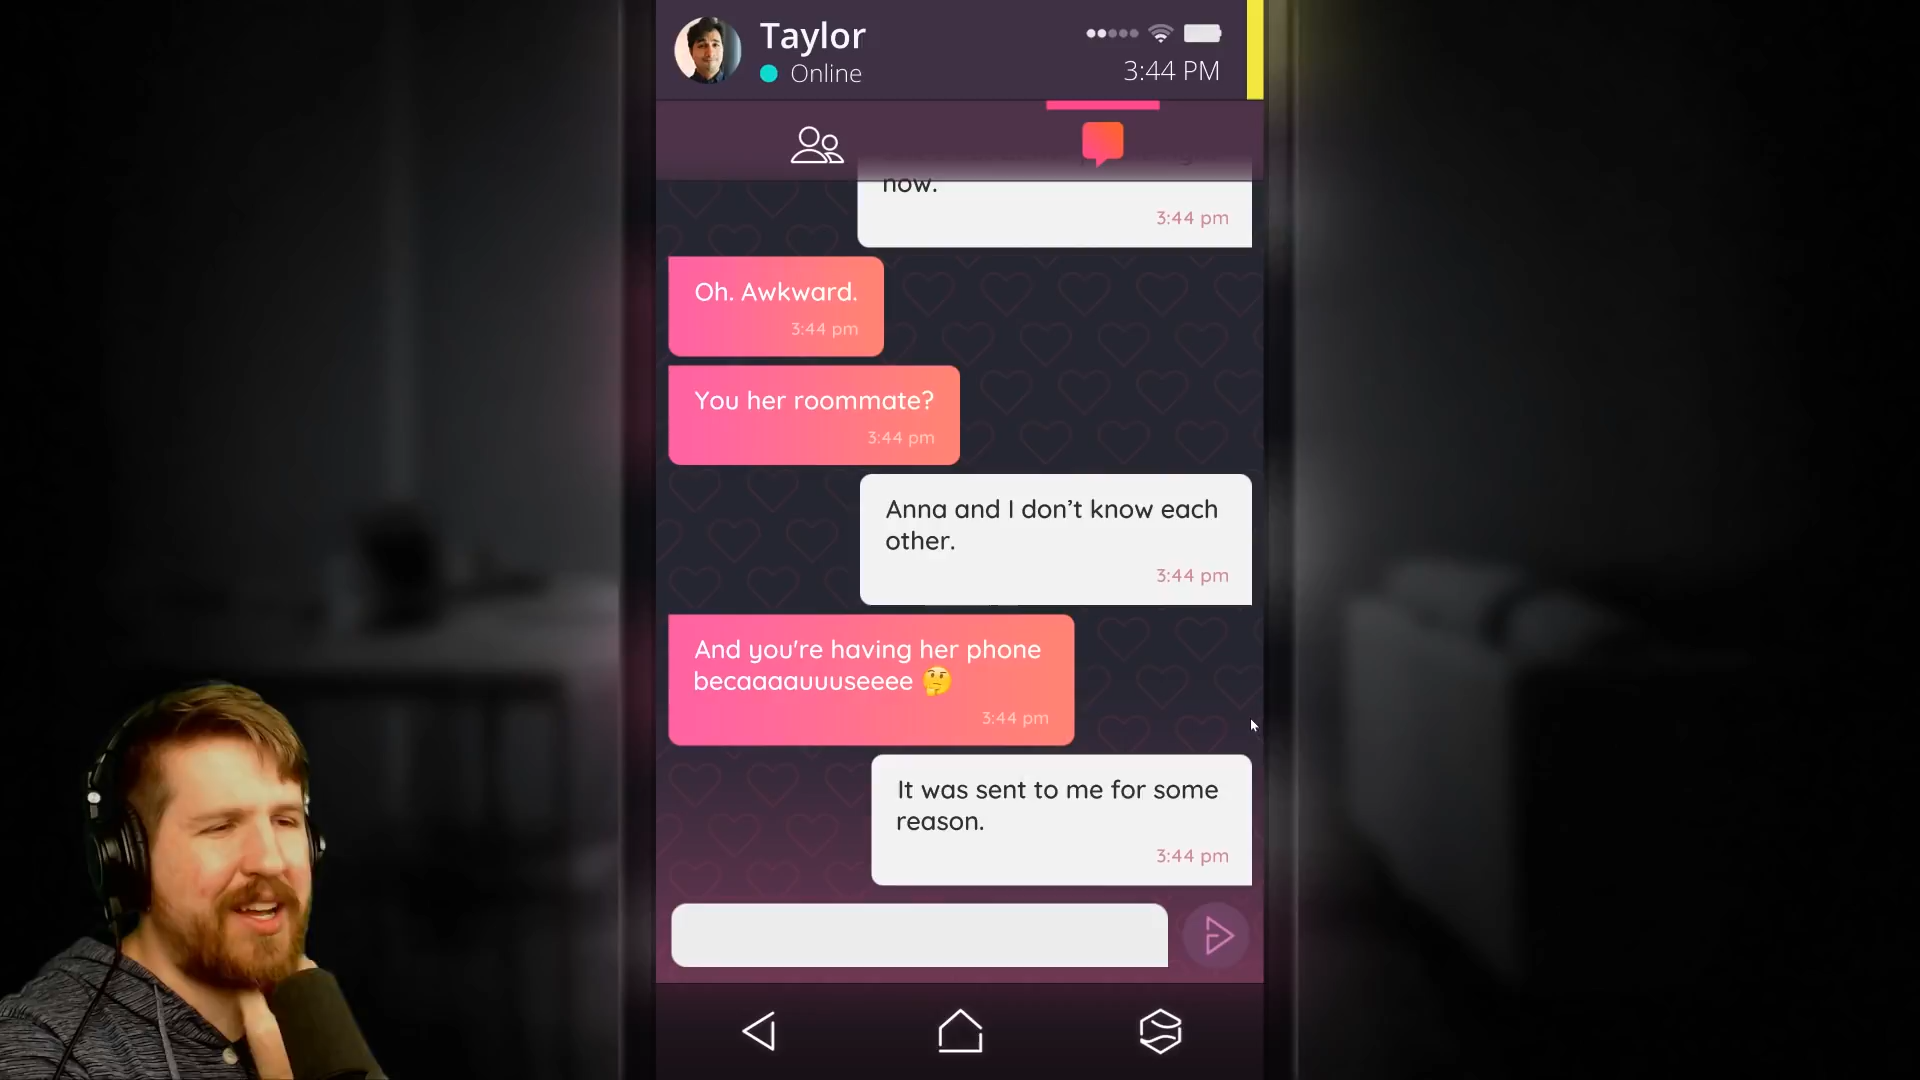 Taylor
Online
3:44 PM
now.
3:44 pm
Oh. Awkward.
3:44 pm
You her roommate?
3:44 pm
Anna and I don’t know each
other.
3:44 pm
And you're having her phone
becaaaauuuseeee 🤔
3:44 pm
It was sent to me for some
reason.
3:44 pm